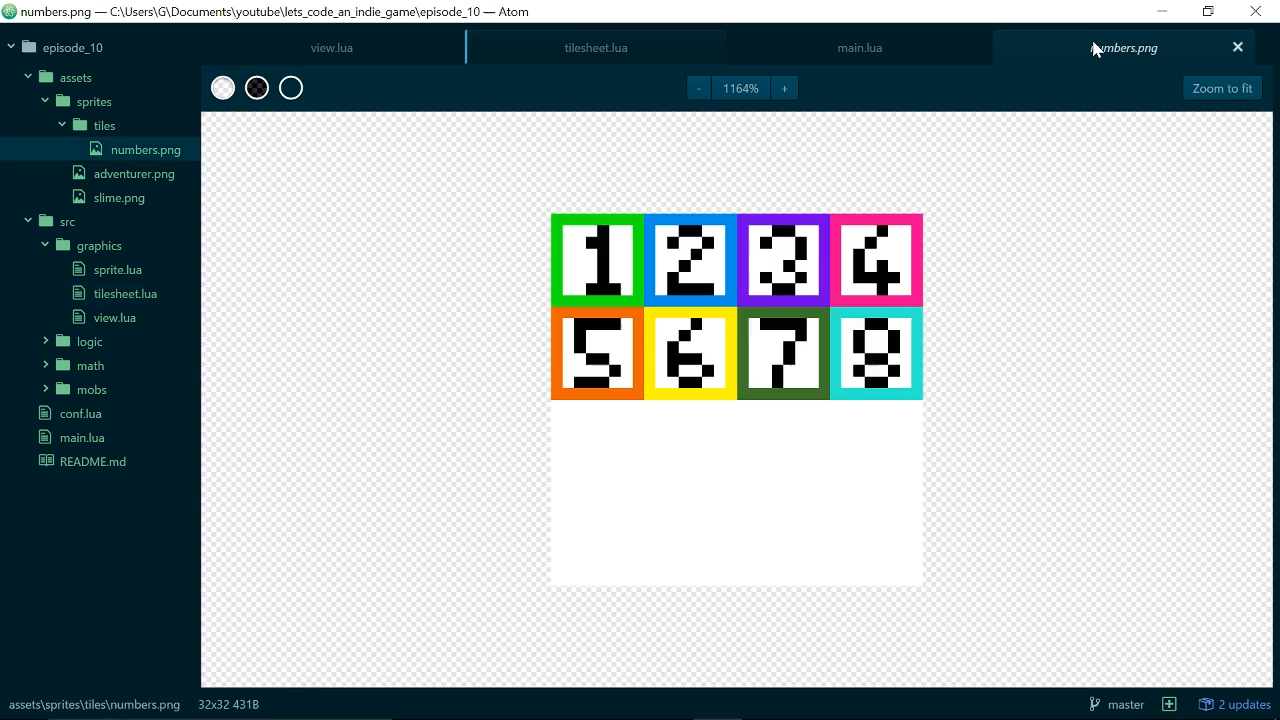 numbers.png — C:\Users\G\Documents\youtube\lets_code_an_indie_game\episode_10 — Atom
episode_10
view.lua
tilesheet.lua
main.lua
numbers.png
assets
sprites
tiles
numbers.png
adventurer.png
slime.png
src
graphics
sprite.lua
tilesheet.lua
view.lua
logic
math
mobs
conf.lua
main.lua
README.md
- 1164% +
Zoom to fit
1 2 3 4
5 6 7 8
assets\sprites\tiles\numbers.png 32x32 431B
master
2 updates